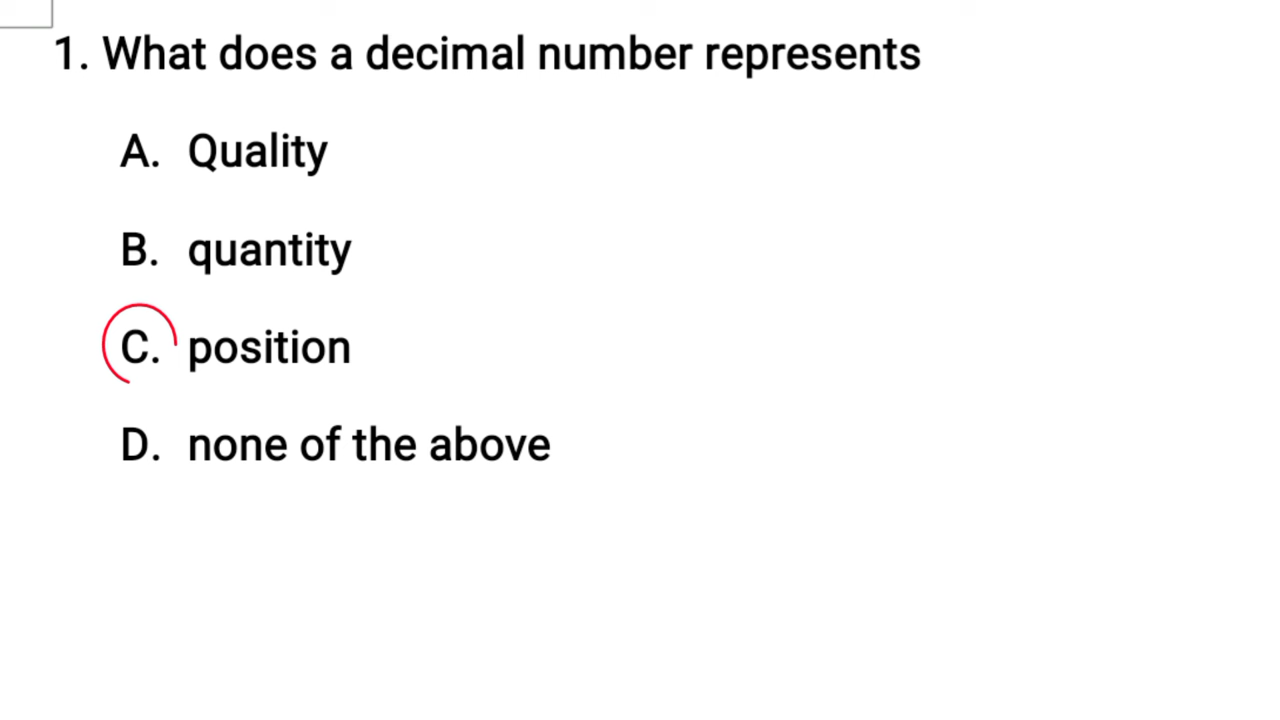 1. What does a decimal number represents
A. Quality
B. quantity
C. position
D. none of the above